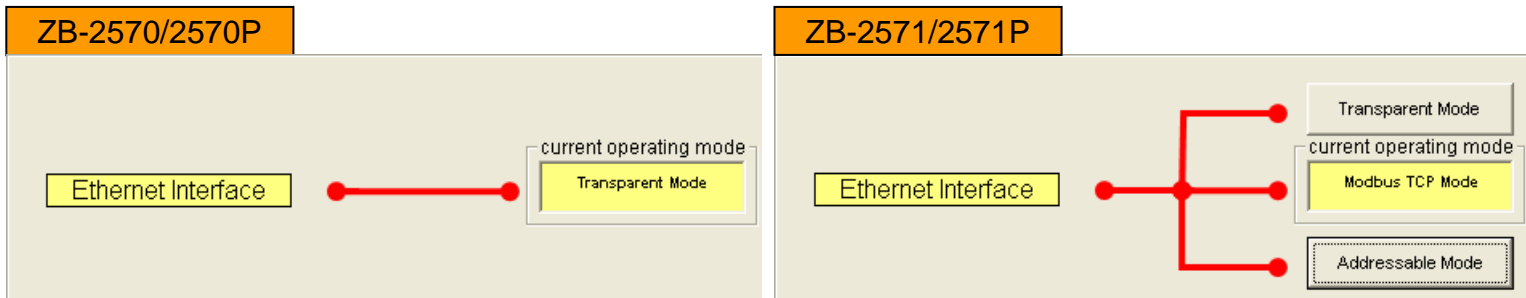 ZB-2570/2570P
Ethernet Interface
current operating mode
Transparent Mode
ZB-2571/2571P
Ethernet Interface
Transparent Mode
current operating mode
Modbus TCP Mode
Addressable Mode